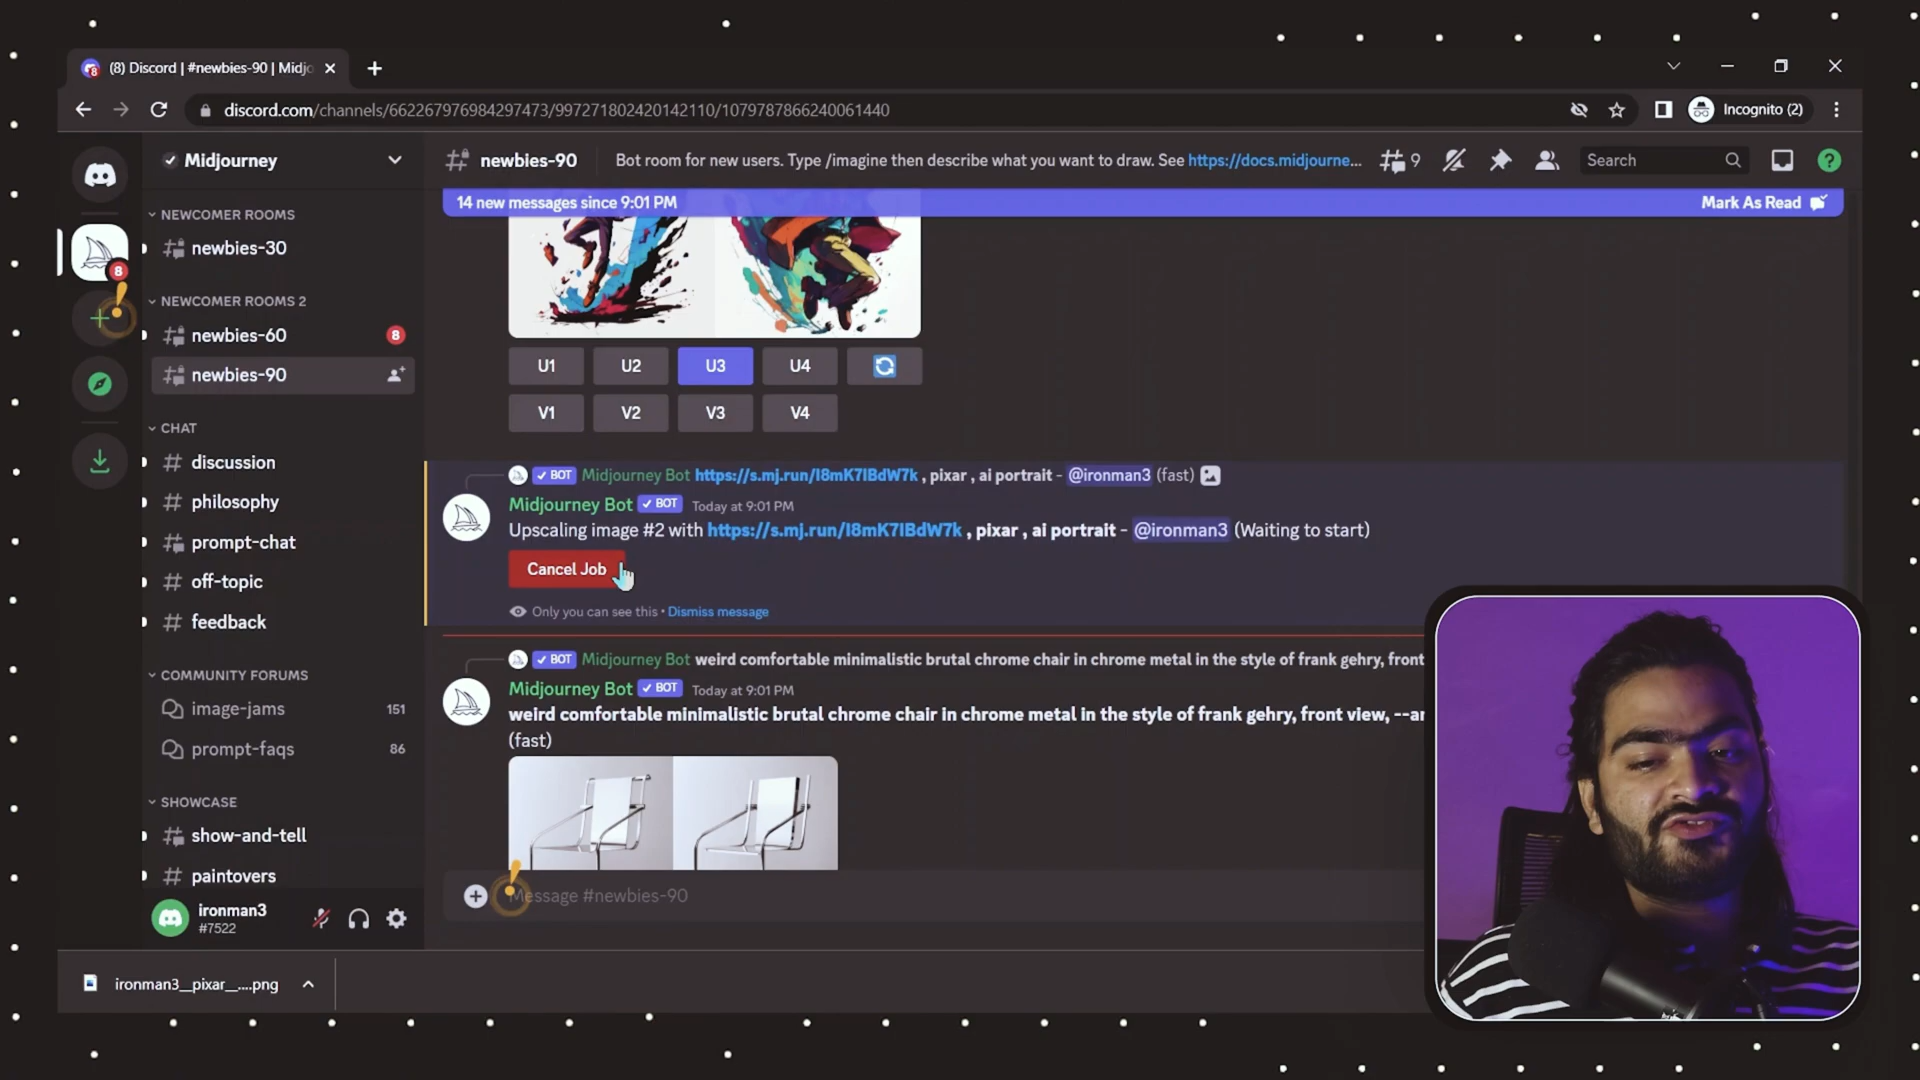 (8) Discord | #newbies-90 | Midjc
discord.com/channels/662267976984297473/997271802420142110/1079787866240061440
Incognito (2)
Midjourney
newbies-90
Bot room for new users. Type /imagine then describe what you want to draw. See https://docs.midjourne...
9
Search
14 new messages since 9:01 PM
Mark As Read
NEWCOMER ROOMS
newbies-30
8
NEWCOMER ROOMS 2
newbies-60
8
newbies-90
CHAT
discussion
philosophy
prompt-chat
off-topic
feedback
COMMUNITY FORUMS
image-jams
151
prompt-faqs
86
SHOWCASE
show-and-tell
paintovers
ironman3
#7522
U1 U2 U3 U4
V1 V2 V3 V4
BOT Midjourney Bot https://s.mj.run/I8mK7IBdW7k , pixar , ai portrait - @ironman3 (fast)
Midjourney Bot BOT Today at 9:01 PM
Upscaling image #2 with https://s.mj.run/I8mK7IBdW7k , pixar , ai portrait - @ironman3 (Waiting to start)
Cancel Job
Only you can see this • Dismiss message
BOT Midjourney Bot weird comfortable minimalistic brutal chrome chair in chrome metal in the style of frank gehry, front
Midjourney Bot BOT Today at 9:01 PM
weird comfortable minimalistic brutal chrome chair in chrome metal in the style of frank gehry, front view, --ar
(fast)
Message #newbies-90
ironman3__pixar__....png